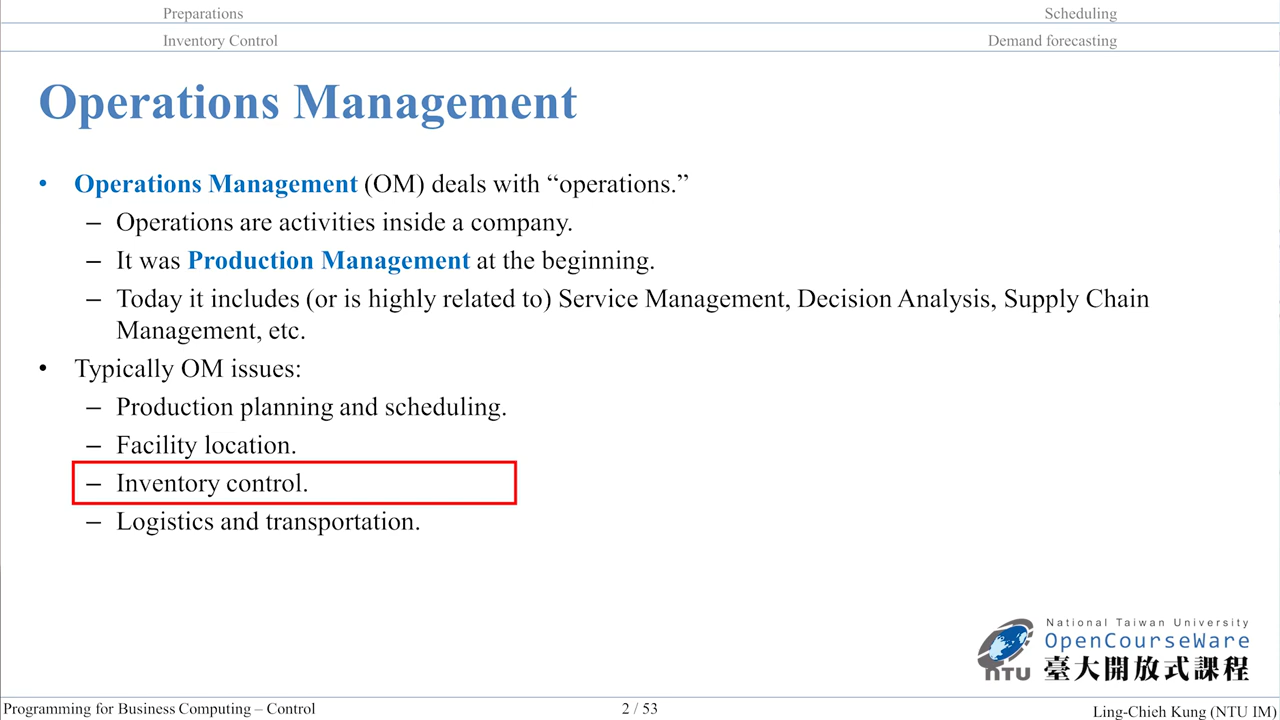 Preparations
Scheduling
Inventory Control
Demand forecasting
Operations Management
• Operations Management (OM) deals with “operations.”
– Operations are activities inside a company.
– It was Production Management at the beginning.
– Today it includes (or is highly related to) Service Management, Decision Analysis, Supply Chain
Management, etc.
• Typically OM issues:
– Production planning and scheduling.
– Facility location.
– Inventory control.
– Logistics and transportation.
National Taiwan University
OpenCourseWare
臺大開放式課程
NTU
Programming for Business Computing – Control
2 / 53
Ling-Chieh Kung (NTU IM)